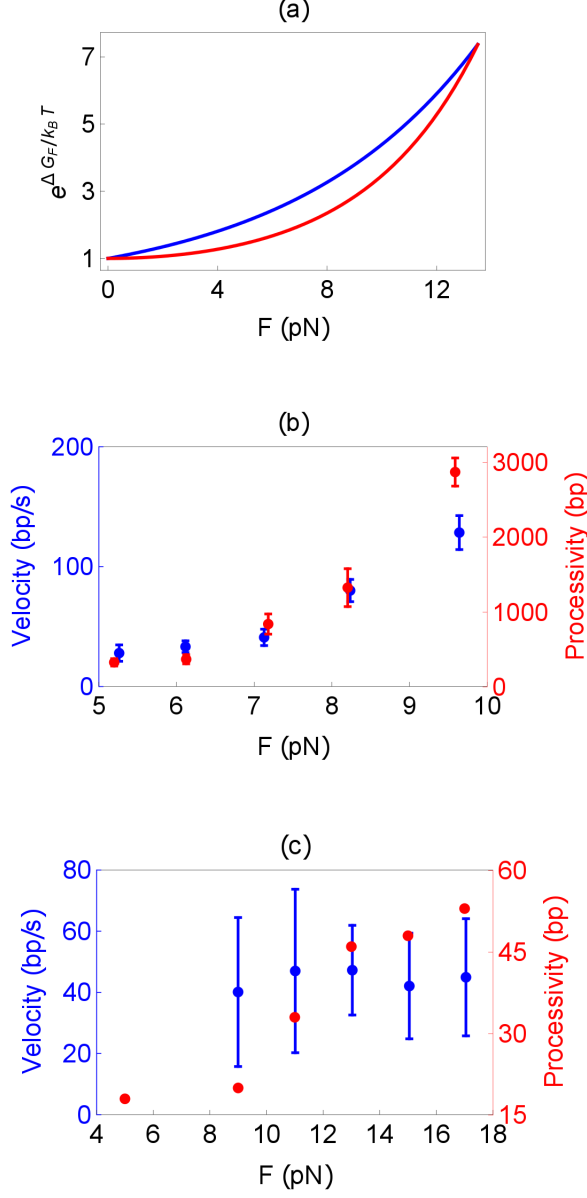 (a)
7
5
3
1
e^{Δ G_F/k_B T}
0 4 8 12
F (pN)
(b)
200
100
0
Velocity (bp/s)
3000
2000
1000
0
Processivity (bp)
5 6 7 8 9 10
F (pN)
(c)
80
60
40
20
0
Velocity (bp/s)
60
45
30
15
Processivity (bp)
4 6 8 10 12 14 16 18
F (pN)